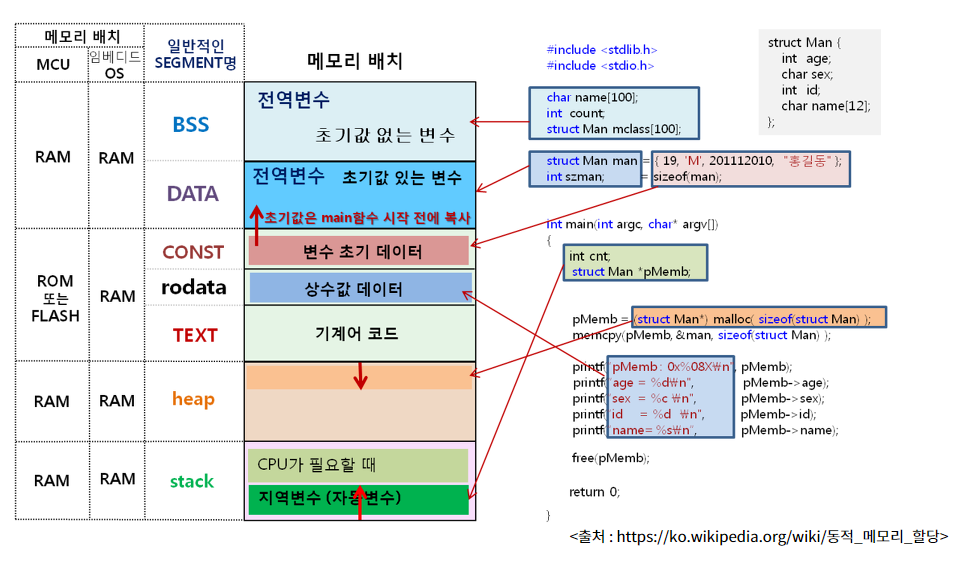 메모리 배치
MCU
임베디드
OS
일반적인
SEGMENT명
메모리 배치
RAM
RAM
BSS
전역변수
초기값 없는 변수
DATA
전역변수 초기값 있는 변수
초기값은 main함수 시작 전에 복사
ROM
또는
FLASH
RAM
CONST
변수 초기 데이터
rodata
상수값 데이터
TEXT
기계어 코드
RAM
RAM
heap
RAM
RAM
stack
CPU가 필요할 때
지역변수 (자동변수)
#include <stdlib.h>
#include <stdio.h>
char name[100];
int count;
struct Man mclass[100];
struct Man man = { 19, 'M', 201112010, "홍길동" };
int szman; = sizeof(man);
int main(int argc, char* argv[])
{
int cnt;
struct Man *pMemb;
pMemb = (struct Man*) malloc( sizeof(struct Man) );
memcpy(pMemb, &man, sizeof(struct Man) );
printf("pMemb : 0x%08X₩n", pMemb);
printf("age = %d₩n", pMemb->age);
printf("sex = %c ₩n", pMemb->sex);
printf("id = %d ₩n", pMemb->id);
printf("name= %s₩n", pMemb->name);
free(pMemb);
return 0;
}
struct Man {
int age;
char sex;
int id;
char name[12];
};
<출처 : https://ko.wikipedia.org/wiki/동적_메모리_할당>